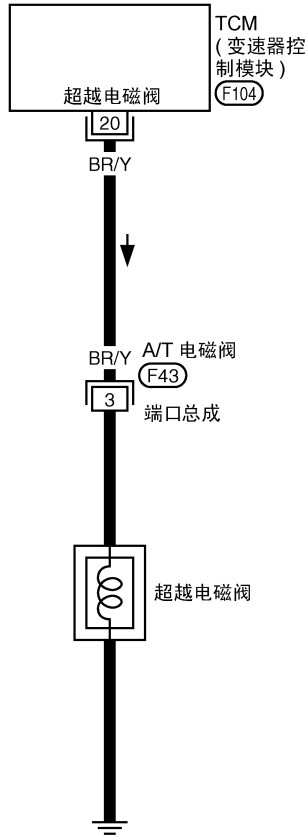 TCM
(变速器控
制模块)
F104
超越电磁阀
20
BR/Y
BR/Y
A/T 电磁阀
F43
3
端口总成
超越电磁阀